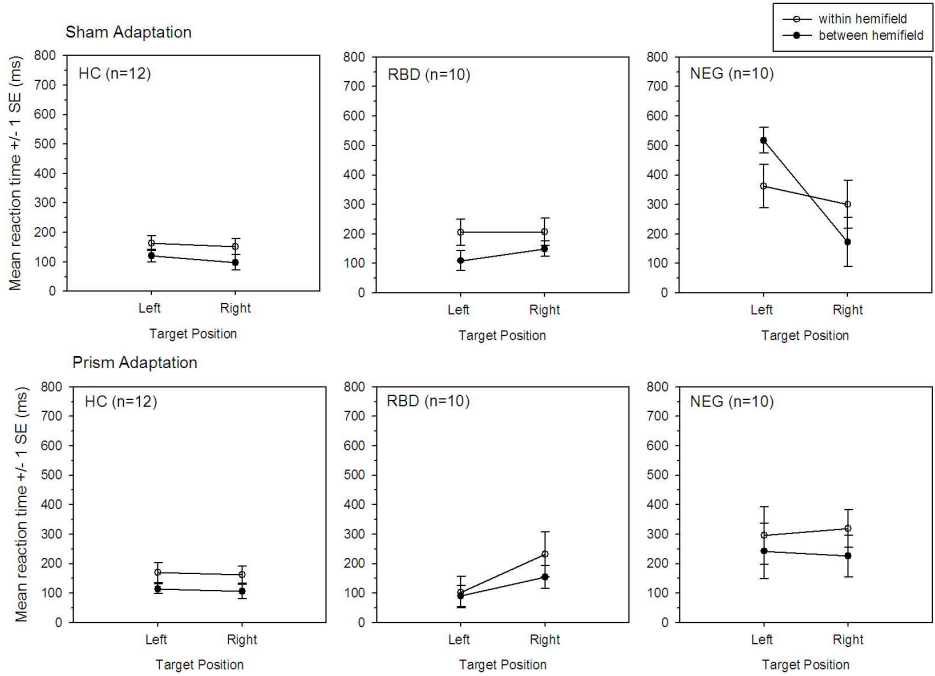 within hemifield
between hemifield
Sham Adaptation
Mean reaction time +/- 1 SE (ms)
HC (n=12)
800
700
600
500
400
300
200
100
0
Left Right
Target Position
RBD (n=10)
800
700
600
500
400
300
200
100
0
Left Right
Target Position
NEG (n=10)
800
700
600
500
400
300
200
100
0
Left Right
Target Position
Prism Adaptation
Mean reaction time +/- 1 SE (ms)
HC (n=12)
800
700
600
500
400
300
200
100
0
Left Right
Target Position
RBD (n=10)
800
700
600
500
400
300
200
100
0
Left Right
Target Position
NEG (n=10)
800
700
600
500
400
300
200
100
0
Left Right
Target Position